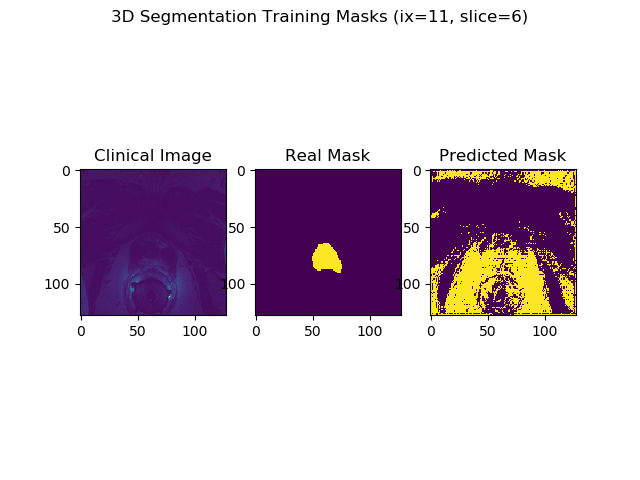 3D Segmentation Training Masks (ix=11, slice=6)
Clinical Image Real Mask Predicted Mask
0 0 0
50 50 50
100 100 100
0 50 100 0 50 100 0 50 100